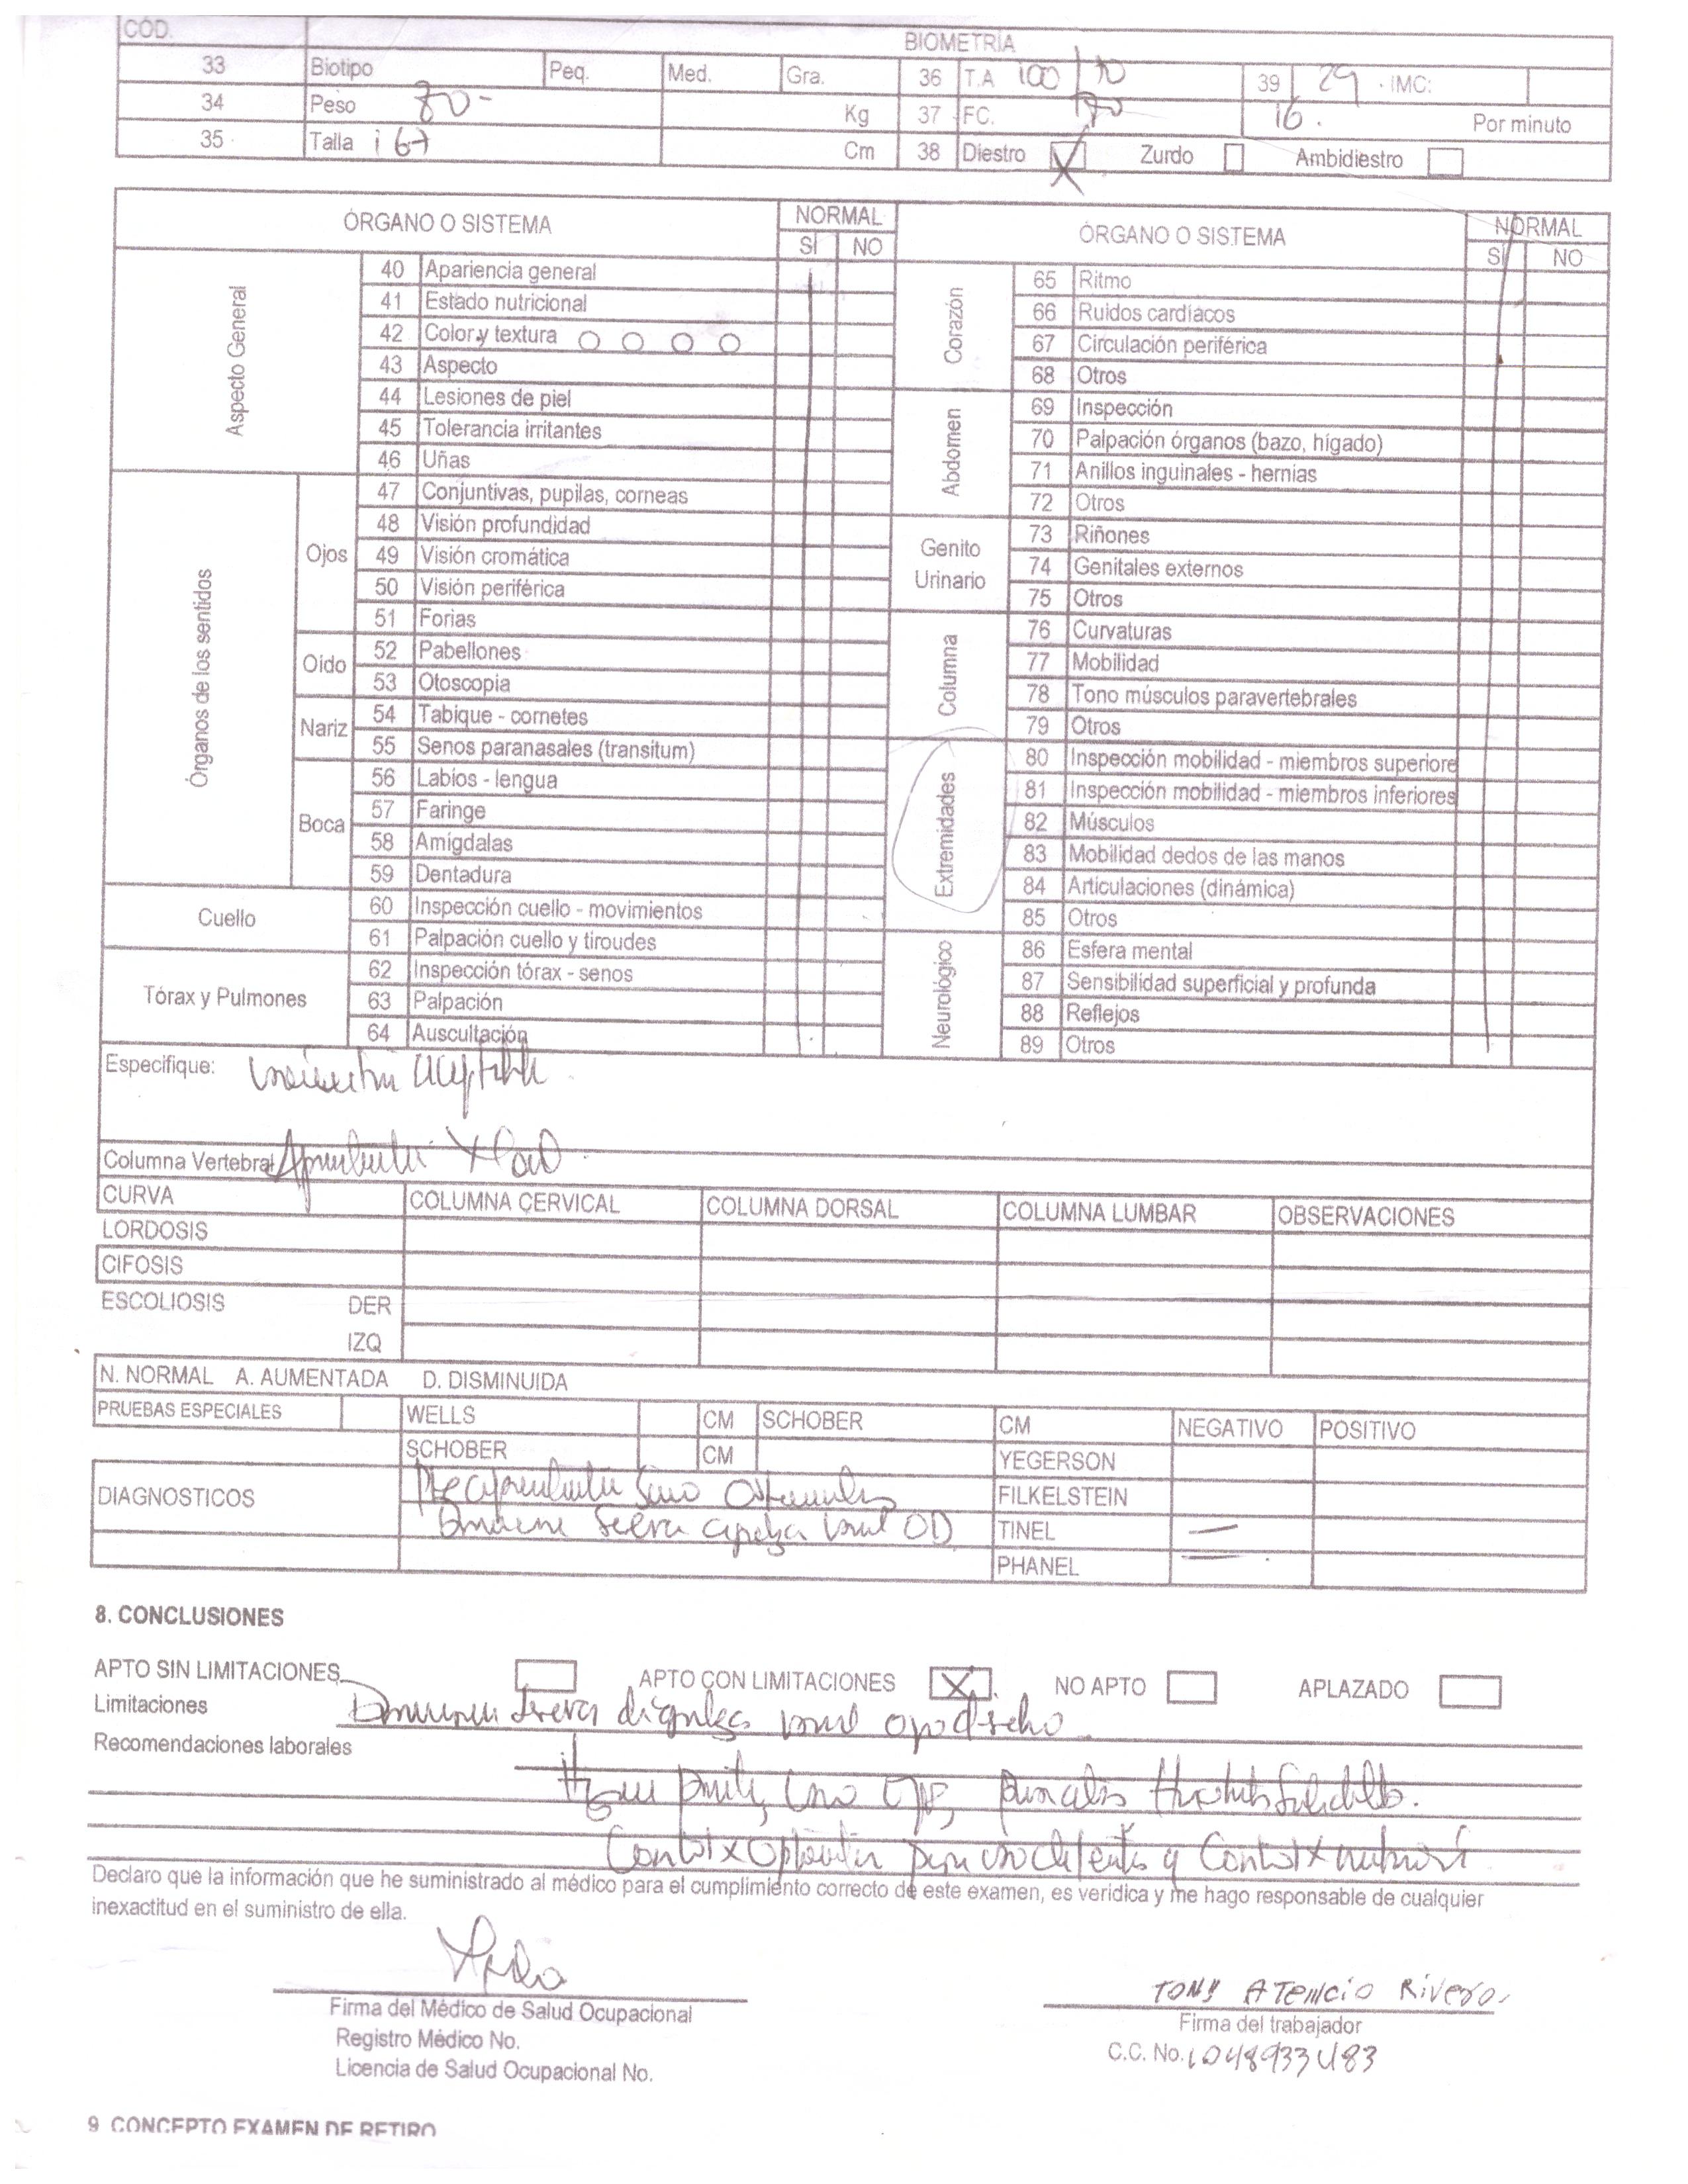 CÓD. BIOMETRÍA
33 Biotipo Peq. Med. Gra. 36 T.A 100/70 39 29 IMC:
34 Peso 80 Kg 37 FC. 70 16. Por minuto
35 Talla 167 Cm 38 Diestro X Zurdo Ambidiestro
ÓRGANO O SISTEMA NORMAL ÓRGANO O SISTEMA NORMAL
SÍ NO SÍ NO
Aspecto General
40 Apariencia general
41 Estado nutricional
42 Color y textura O O O O
43 Aspecto
44 Lesiones de piel
45 Tolerancia irritantes
46 Uñas
Órganos de los sentidos
Ojos
47 Conjuntivas, pupilas, corneas
48 Visión profundidad
49 Visión cromática
50 Visión periférica
51 Forias
Oido
52 Pabellones
53 Otoscopia
Nariz
54 Tabique - cornetes
55 Senos paranasales (transitum)
Boca
56 Labios - lengua
57 Faringe
58 Amígdalas
59 Dentadura
Cuello
60 Inspección cuello - movimientos
61 Palpación cuello y tiroudes
Tórax y Pulmones
62 Inspección tórax - senos
63 Palpación
64 Auscultación
Corazón
65 Ritmo
66 Ruidos cardíacos
67 Circulación periférica
68 Otros
Abdomen
69 Inspección
70 Palpación órganos (bazo, hígado)
71 Anillos inguinales - hernias
72 Otros
Genito
Urinario
73 Riñones
74 Genitales externos
75 Otros
Columna
76 Curvaturas
77 Mobilidad
78 Tono músculos paravertebrales
79 Otros
Extremidades
80 Inspección mobilidad - miembros superiore
81 Inspección mobilidad - miembros inferiores
82 Músculos
83 Mobilidad dedos de las manos
84 Articulaciones (dinámica)
85 Otros
Neurológico
86 Esfera mental
87 Sensibilidad superficial y profunda
88 Reflejos
89 Otros
Especifique:
Columna Vertebral
CURVA COLUMNA CERVICAL COLUMNA DORSAL COLUMNA LUMBAR OBSERVACIONES
LORDOSIS
CIFOSIS
ESCOLIOSIS DER
IZQ
N. NORMAL A. AUMENTADA D. DISMINUIDA
PRUEBAS ESPECIALES WELLS CM SCHOBER CM NEGATIVO POSITIVO
SCHOBER CM YEGERSON
DIAGNOSTICOS FILKELSTEIN
OD TINEL —
PHANEL —
8. CONCLUSIONES
APTO SIN LIMITACIONES APTO CON LIMITACIONES X NO APTO APLAZADO
Limitaciones
Recomendaciones laborales
Control x
Declaro que la información que he suministrado al médico para el cumplimiento correcto de este examen, es verídica y me hago responsable de cualquier
inexactitud en el suministro de ella.
TONY ATENCIO RIVERO
Firma del Médico de Salud Ocupacional Firma del trabajador
Registro Médico No. C.C. No. 1048933483
Licencia de Salud Ocupacional No.
9 CONCEPTO EXAMEN DE RETIRO